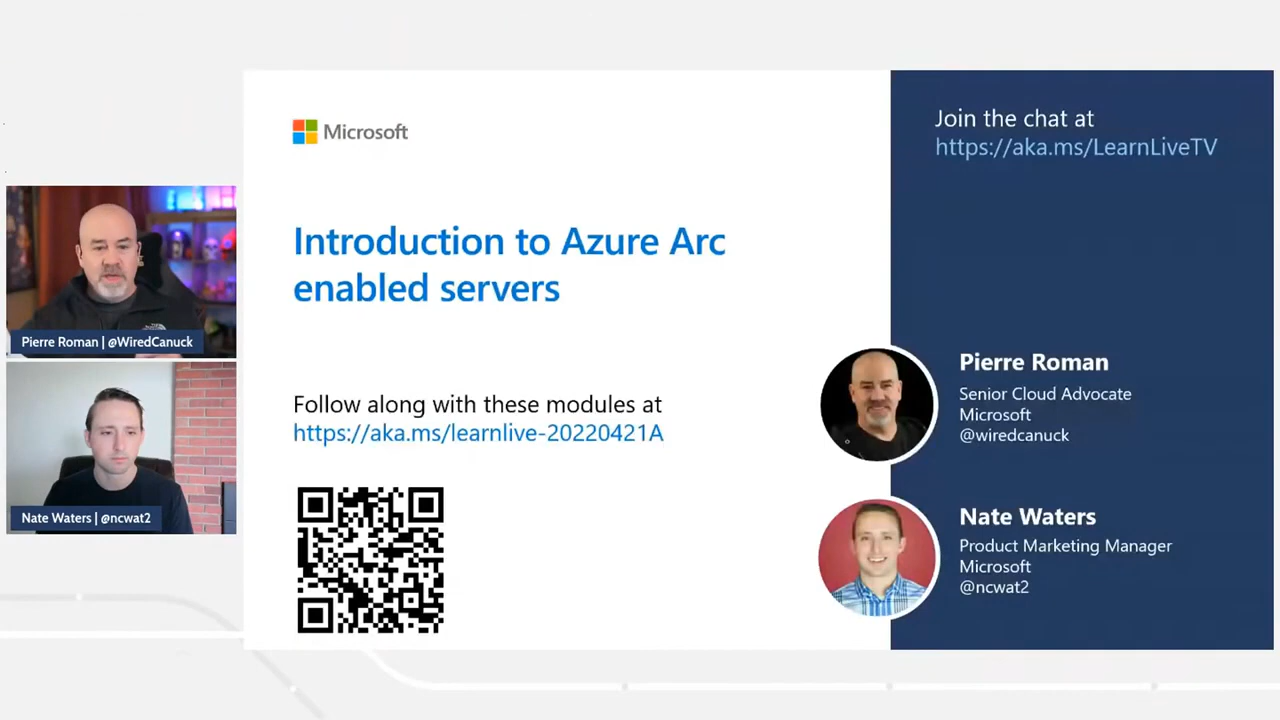 Microsoft
Introduction to Azure Arc
enabled servers
Follow along with these modules at
https://aka.ms/learnlive-20220421A
Join the chat at
https://aka.ms/LearnLiveTV
Pierre Roman
Senior Cloud Advocate
Microsoft
@wiredcanuck
Nate Waters
Product Marketing Manager
Microsoft
@ncwat2
Pierre Roman | @WiredCanuck
Nate Waters | @ncwat2